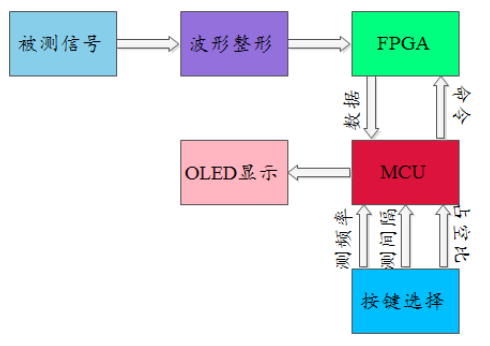 被测信号
波形整形
FPGA
数据
命令
OLED显示
MCU
测频率
测间隔
占空比
按键选择